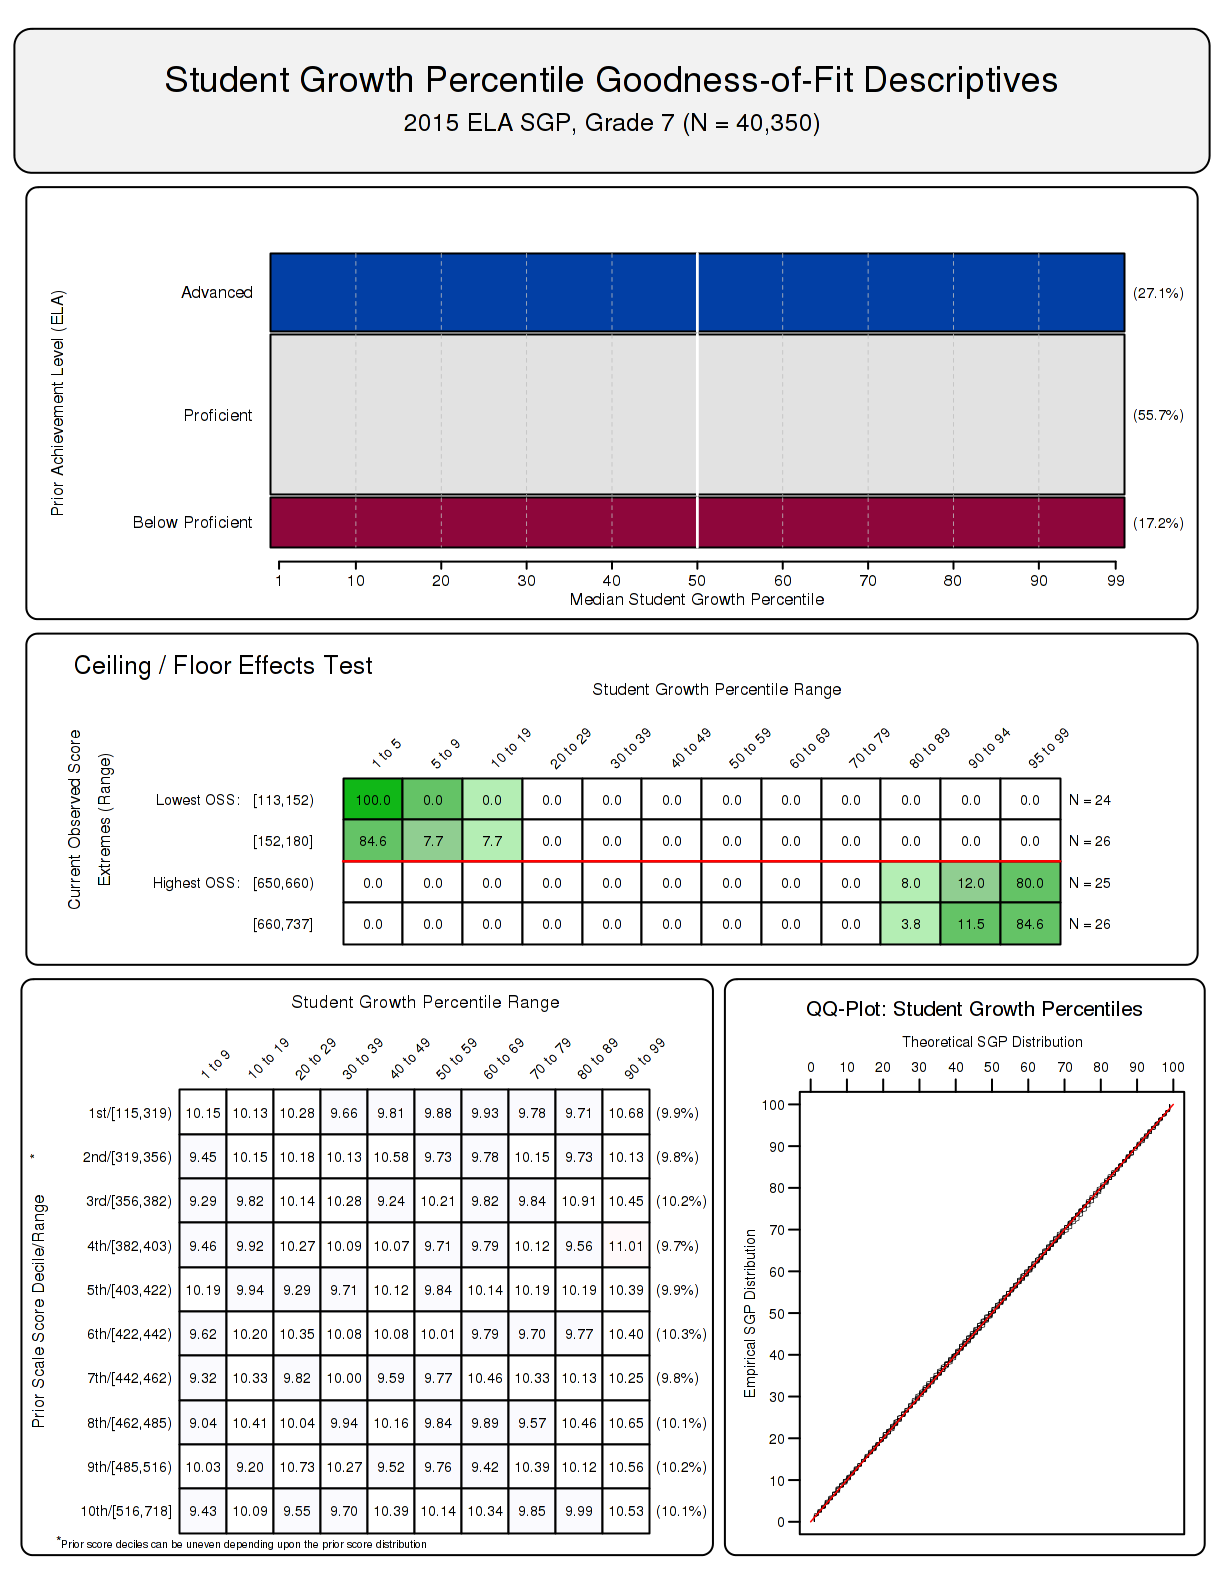 Student Growth Percentile Goodness-of-Fit Descriptives
2015 ELA SGP, Grade 7 (N = 40,350)
Prior Achievement Level (ELA)
Advanced (27.1%)
Proficient (55.7%)
Below Proficient (17.2%)
1 10 20 30 40 50 60 70 80 90 99
Median Student Growth Percentile
Ceiling / Floor Effects Test
Student Growth Percentile Range
Current Observed Score
Extremes (Range)
1 to 5 5 to 9 10 to 19 20 to 29 30 to 39 40 to 49 50 to 59 60 to 69 70 to 79 80 to 89 90 to 94 95 to 99
Lowest OSS: [113,152) 100.0 0.0 0.0 0.0 0.0 0.0 0.0 0.0 0.0 0.0 0.0 0.0 N = 24
[152,180] 84.6 7.7 7.7 0.0 0.0 0.0 0.0 0.0 0.0 0.0 0.0 0.0 N = 26
Highest OSS: [650,660) 0.0 0.0 0.0 0.0 0.0 0.0 0.0 0.0 0.0 8.0 12.0 80.0 N = 25
[660,737] 0.0 0.0 0.0 0.0 0.0 0.0 0.0 0.0 0.0 3.8 11.5 84.6 N = 26
Student Growth Percentile Range
1 to 9 10 to 19 20 to 29 30 to 39 40 to 49 50 to 59 60 to 69 70 to 79 80 to 89 90 to 99
Prior Scale Score Decile/Range *
1st/[115,319) 10.15 10.13 10.28 9.66 9.81 9.88 9.93 9.78 9.71 10.68 (9.9%)
2nd/[319,356) 9.45 10.15 10.18 10.13 10.58 9.73 9.78 10.15 9.73 10.13 (9.8%)
3rd/[356,382) 9.29 9.82 10.14 10.28 9.24 10.21 9.82 9.84 10.91 10.45 (10.2%)
4th/[382,403) 9.46 9.92 10.27 10.09 10.07 9.71 9.79 10.12 9.56 11.01 (9.7%)
5th/[403,422) 10.19 9.94 9.29 9.71 10.12 9.84 10.14 10.19 10.19 10.39 (9.9%)
6th/[422,442) 9.62 10.20 10.35 10.08 10.08 10.01 9.79 9.70 9.77 10.40 (10.3%)
7th/[442,462) 9.32 10.33 9.82 10.00 9.59 9.77 10.46 10.33 10.13 10.25 (9.8%)
8th/[462,485) 9.04 10.41 10.04 9.94 10.16 9.84 9.89 9.57 10.46 10.65 (10.1%)
9th/[485,516) 10.03 9.20 10.73 10.27 9.52 9.76 9.42 10.39 10.12 10.56 (10.2%)
10th/[516,718] 9.43 10.09 9.55 9.70 10.39 10.14 10.34 9.85 9.99 10.53 (10.1%)
*Prior score deciles can be uneven depending upon the prior score distribution
QQ-Plot: Student Growth Percentiles
Theoretical SGP Distribution
0 10 20 30 40 50 60 70 80 90 100
Empirical SGP Distribution
100
90
80
70
60
50
40
30
20
10
0